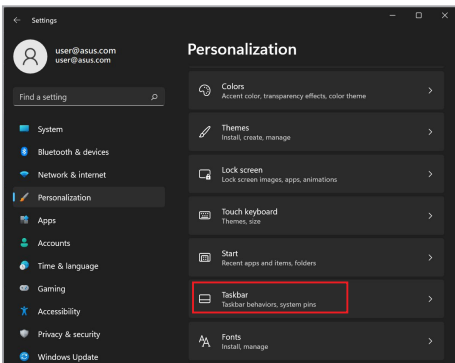 Settings
user@asus.com
user@asus.com
Find a setting
System
Bluetooth & devices
Network & internet
Personalization
Apps
Accounts
Time & language
Gaming
Accessibility
Privacy & security
Windows Update
Personalization
Colors
Accent color, transparency effects, color theme
Themes
Install, create, manage
Lock screen
Lock screen images, apps, animations
Touch keyboard
Themes, size
Start
Recent apps and items, folders
Taskbar
Taskbar behaviors, system pins
Fonts
Install, manage